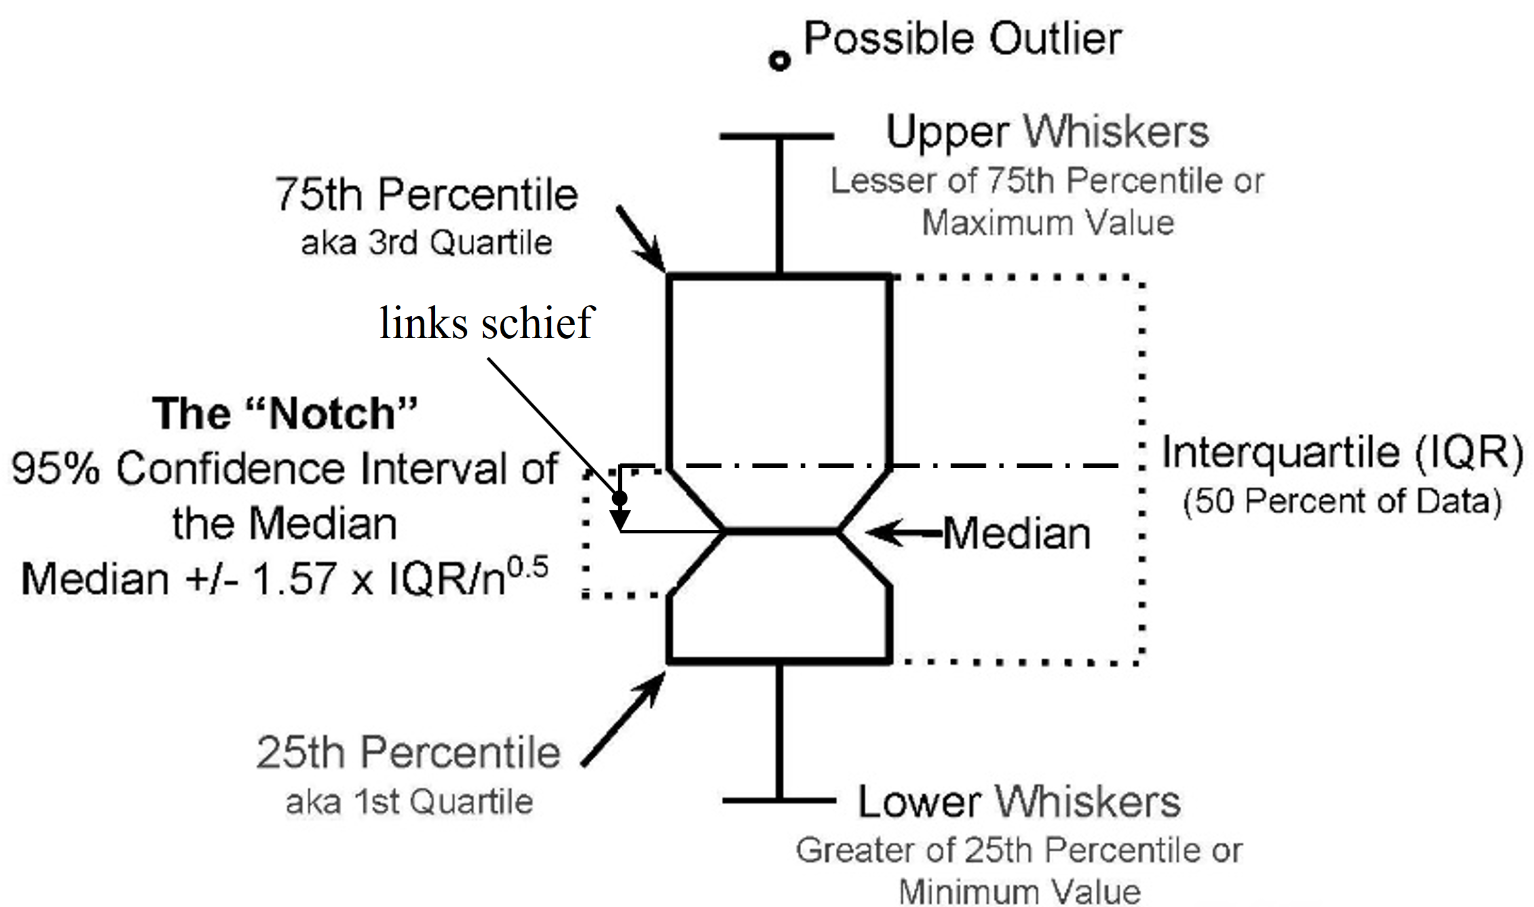 Possible Outlier
Upper Whiskers
Lesser of 75th Percentile or
Maximum Value
75th Percentile
aka 3rd Quartile
links schief
The “Notch”
95% Confidence Interval of
the Median
Median +/- 1.57 x IQR/n^0.5
Interquartile (IQR)
(50 Percent of Data)
Median
25th Percentile
aka 1st Quartile
Lower Whiskers
Greater of 25th Percentile or
Minimum Value